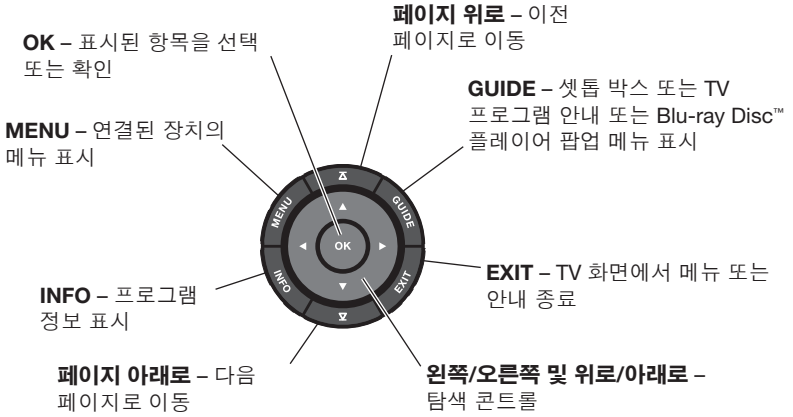 페이지 위로 – 이전
페이지로 이동
OK – 표시된 항목을 선택
또는 확인
GUIDE – 셋톱 박스 또는 TV
프로그램 안내 또는 Blu-ray Disc™
플레이어 팝업 메뉴 표시
MENU – 연결된 장치의
메뉴 표시
MENU
GUIDE
OK
INFO
EXIT
EXIT – TV 화면에서 메뉴 또는
안내 종료
INFO – 프로그램
정보 표시
페이지 아래로 – 다음
페이지로 이동
왼쪽/오른쪽 및 위로/아래로 –
탐색 콘트롤